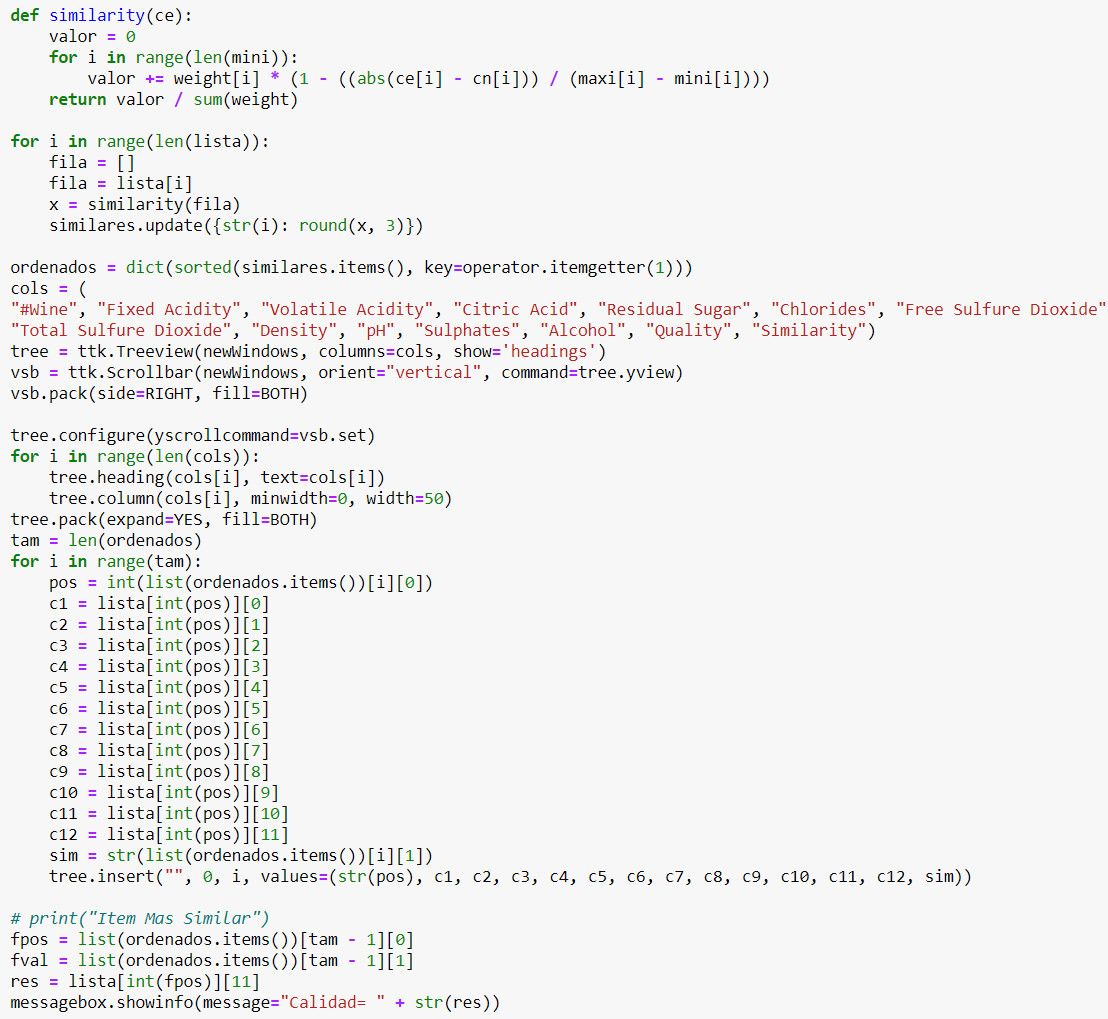 def similarity(ce):
    valor = 0
    for i in range(len(mini)):
        valor += weight[i] * (1 - ((abs(ce[i] - cn[i])) / (maxi[i] - mini[i])))
    return valor / sum(weight)

for i in range(len(lista)):
    fila = []
    fila = lista[i]
    x = similarity(fila)
    similares.update({str(i): round(x, 3)})

ordenados = dict(sorted(similares.items(), key=operator.itemgetter(1)))
cols = (
"#Wine", "Fixed Acidity", "Volatile Acidity", "Citric Acid", "Residual Sugar", "Chlorides", "Free Sulfure Dioxide"
"Total Sulfure Dioxide", "Density", "pH", "Sulphates", "Alcohol", "Quality", "Similarity")
tree = ttk.Treeview(newWindows, columns=cols, show='headings')
vsb = ttk.Scrollbar(newWindows, orient="vertical", command=tree.yview)
vsb.pack(side=RIGHT, fill=BOTH)

tree.configure(yscrollcommand=vsb.set)
for i in range(len(cols)):
    tree.heading(cols[i], text=cols[i])
    tree.column(cols[i], minwidth=0, width=50)
tree.pack(expand=YES, fill=BOTH)
tam = len(ordenados)
for i in range(tam):
    pos = int(list(ordenados.items())[i][0])
    c1 = lista[int(pos)][0]
    c2 = lista[int(pos)][1]
    c3 = lista[int(pos)][2]
    c4 = lista[int(pos)][3]
    c5 = lista[int(pos)][4]
    c6 = lista[int(pos)][5]
    c7 = lista[int(pos)][6]
    c8 = lista[int(pos)][7]
    c9 = lista[int(pos)][8]
    c10 = lista[int(pos)][9]
    c11 = lista[int(pos)][10]
    c12 = lista[int(pos)][11]
    sim = str(list(ordenados.items())[i][1])
    tree.insert("", 0, i, values=(str(pos), c1, c2, c3, c4, c5, c6, c7, c8, c9, c10, c11, c12, sim))

# print("Item Mas Similar")
fpos = list(ordenados.items())[tam - 1][0]
fval = list(ordenados.items())[tam - 1][1]
res = lista[int(fpos)][11]
messagebox.showinfo(message="Calidad= " + str(res))